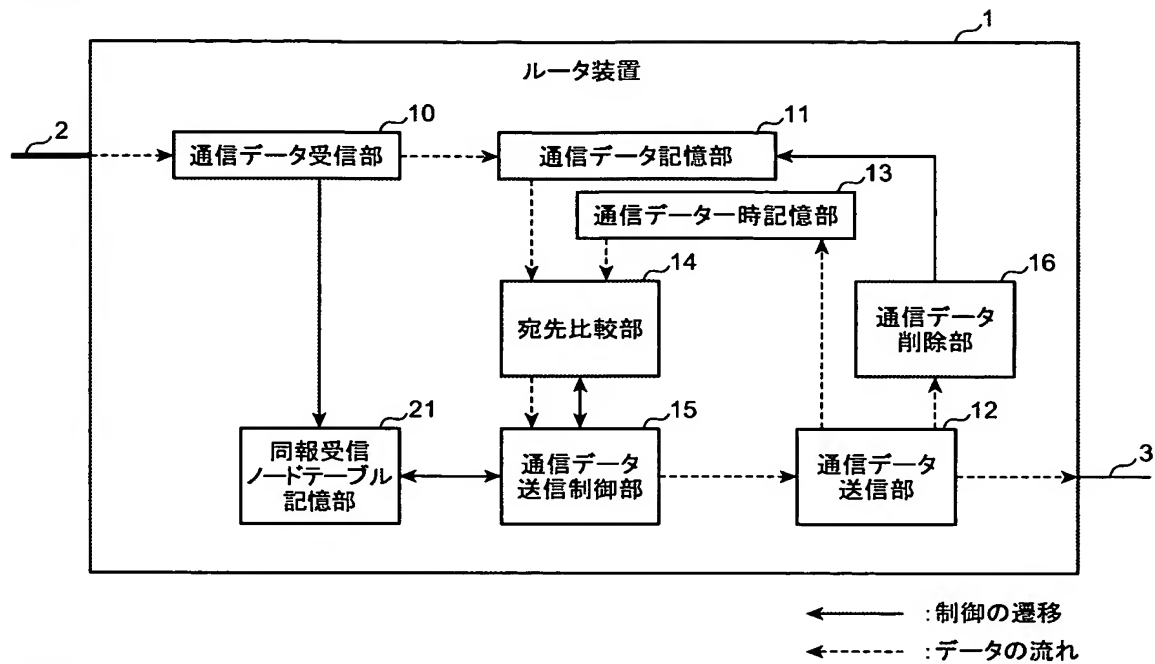 1
ルータ装置
2
10
通信データ受信部
11
通信データ記憶部
13
通信データ一時記憶部
14
宛先比較部
16
通信データ
削除部
21
同報受信
ノードテーブル
記憶部
15
通信データ
送信制御部
12
通信データ
送信部
3
:制御の遷移
:データの流れ